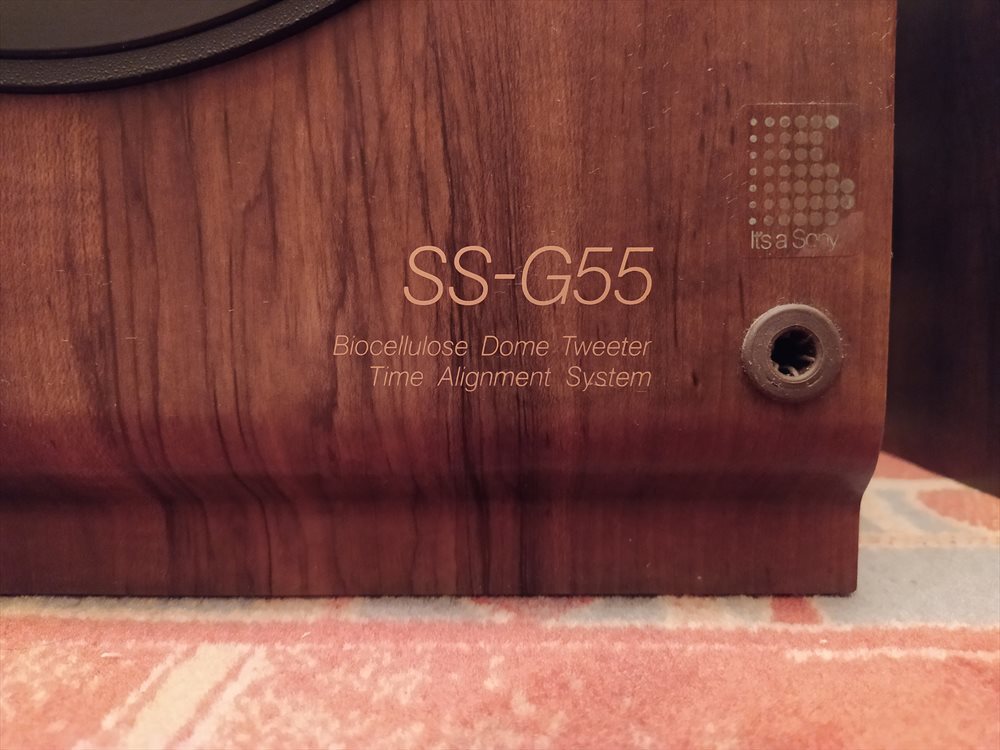 It's a Sony
SS-G55
Biocellulose Dome Tweeter
Time Alignment System